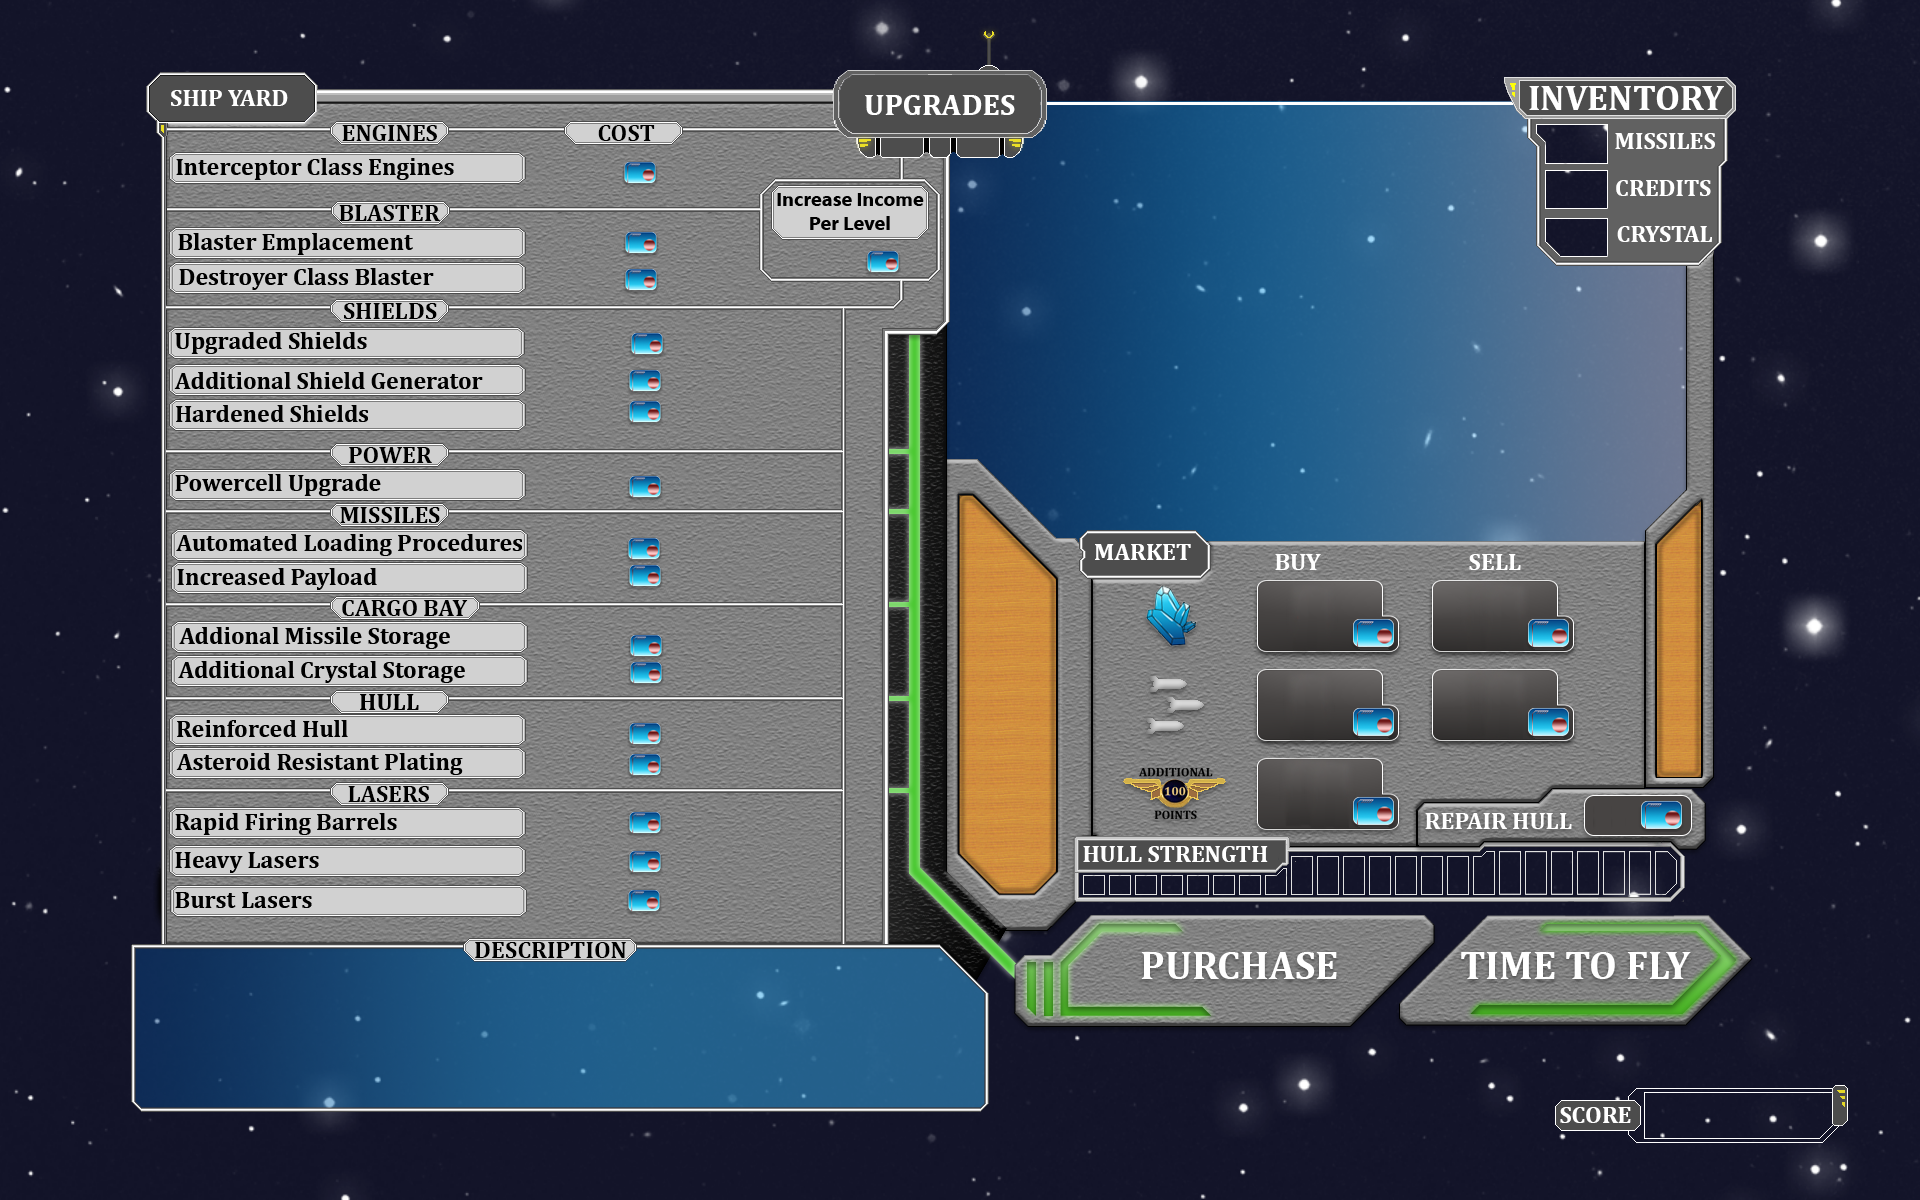 SHIP YARD
UPGRADES
INVENTORY
MISSILES
CREDITS
CRYSTAL
ENGINES
COST
Interceptor Class Engines
Increase Income
Per Level
BLASTER
Blaster Emplacement
Destroyer Class Blaster
SHIELDS
Upgraded Shields
Additional Shield Generator
Hardened Shields
POWER
Powercell Upgrade
MISSILES
Automated Loading Procedures
Increased Payload
CARGO BAY
Addional Missile Storage
Additional Crystal Storage
HULL
Reinforced Hull
Asteroid Resistant Plating
LASERS
Rapid Firing Barrels
Heavy Lasers
Burst Lasers
DESCRIPTION
MARKET
BUY
SELL
ADDITIONAL
100
POINTS
REPAIR HULL
HULL STRENGTH
PURCHASE
TIME TO FLY
SCORE